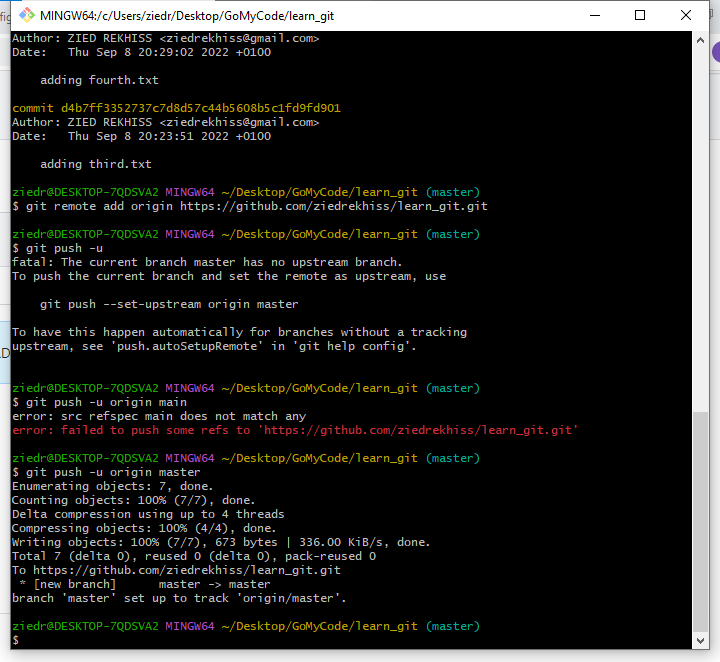 MINGW64:/c/Users/ziedr/Desktop/GoMyCode/learn_git
Author: ZIED REKHISS <ziedrekhiss@gmail.com>
Date:   Thu Sep 8 20:29:02 2022 +0100
    adding fourth.txt
commit d4b7ff3352737c7d8d57c44b5608b5c1fd9fd901
Author: ZIED REKHISS <ziedrekhiss@gmail.com>
Date:   Thu Sep 8 20:23:51 2022 +0100
    adding third.txt
ziedr@DESKTOP-7QDSVA2 MINGW64 ~/Desktop/GoMyCode/learn_git (master)
$ git remote add origin https://github.com/ziedrekhiss/learn_git.git
ziedr@DESKTOP-7QDSVA2 MINGW64 ~/Desktop/GoMyCode/learn_git (master)
$ git push -u
fatal: The current branch master has no upstream branch.
To push the current branch and set the remote as upstream, use
    git push --set-upstream origin master
To have this happen automatically for branches without a tracking
upstream, see 'push.autoSetupRemote' in 'git help config'.
ziedr@DESKTOP-7QDSVA2 MINGW64 ~/Desktop/GoMyCode/learn_git (master)
$ git push -u origin main
error: src refspec main does not match any
error: failed to push some refs to 'https://github.com/ziedrekhiss/learn_git.git'
ziedr@DESKTOP-7QDSVA2 MINGW64 ~/Desktop/GoMyCode/learn_git (master)
$ git push -u origin master
Enumerating objects: 7, done.
Counting objects: 100% (7/7), done.
Delta compression using up to 4 threads
Compressing objects: 100% (4/4), done.
Writing objects: 100% (7/7), 673 bytes | 336.00 KiB/s, done.
Total 7 (delta 0), reused 0 (delta 0), pack-reused 0
To https://github.com/ziedrekhiss/learn_git.git
 * [new branch]      master -> master
branch 'master' set up to track 'origin/master'.
ziedr@DESKTOP-7QDSVA2 MINGW64 ~/Desktop/GoMyCode/learn_git (master)
$